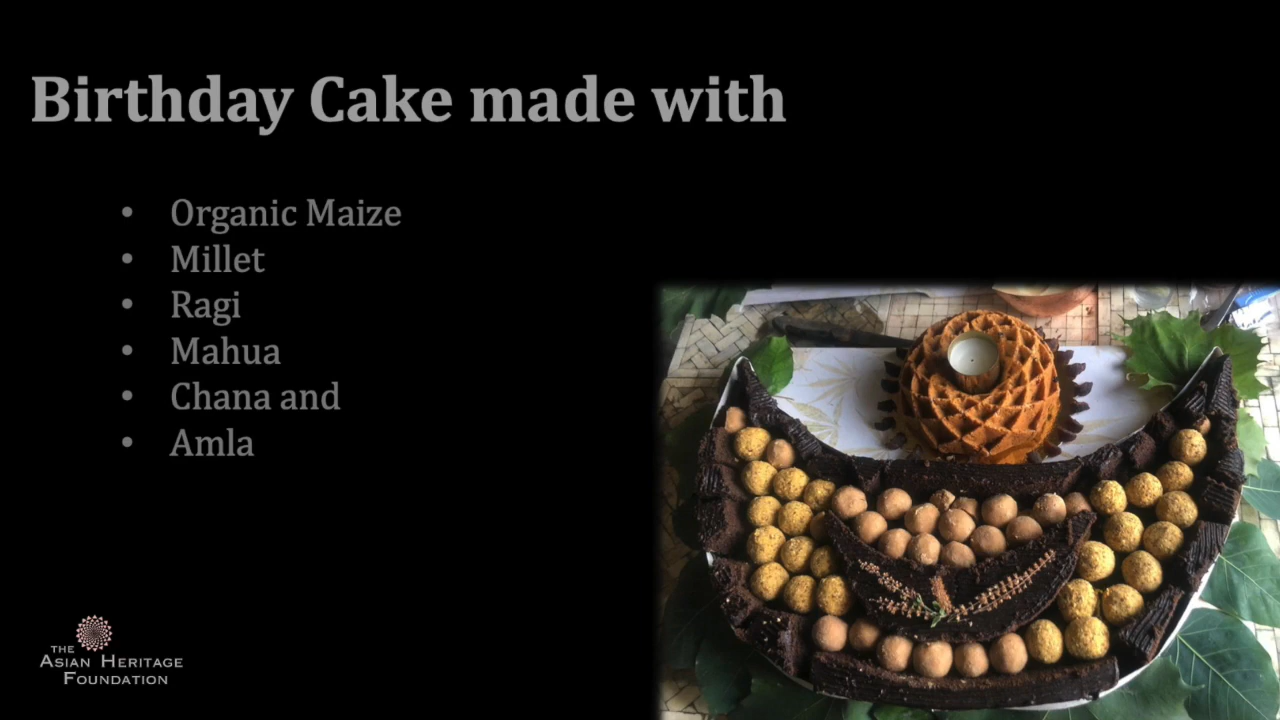 Birthday Cake made with
• Organic Maize
• Millet
• Ragi
• Mahua
• Chana and
• Amla
THE
ASIAN HERITAGE
FOUNDATION